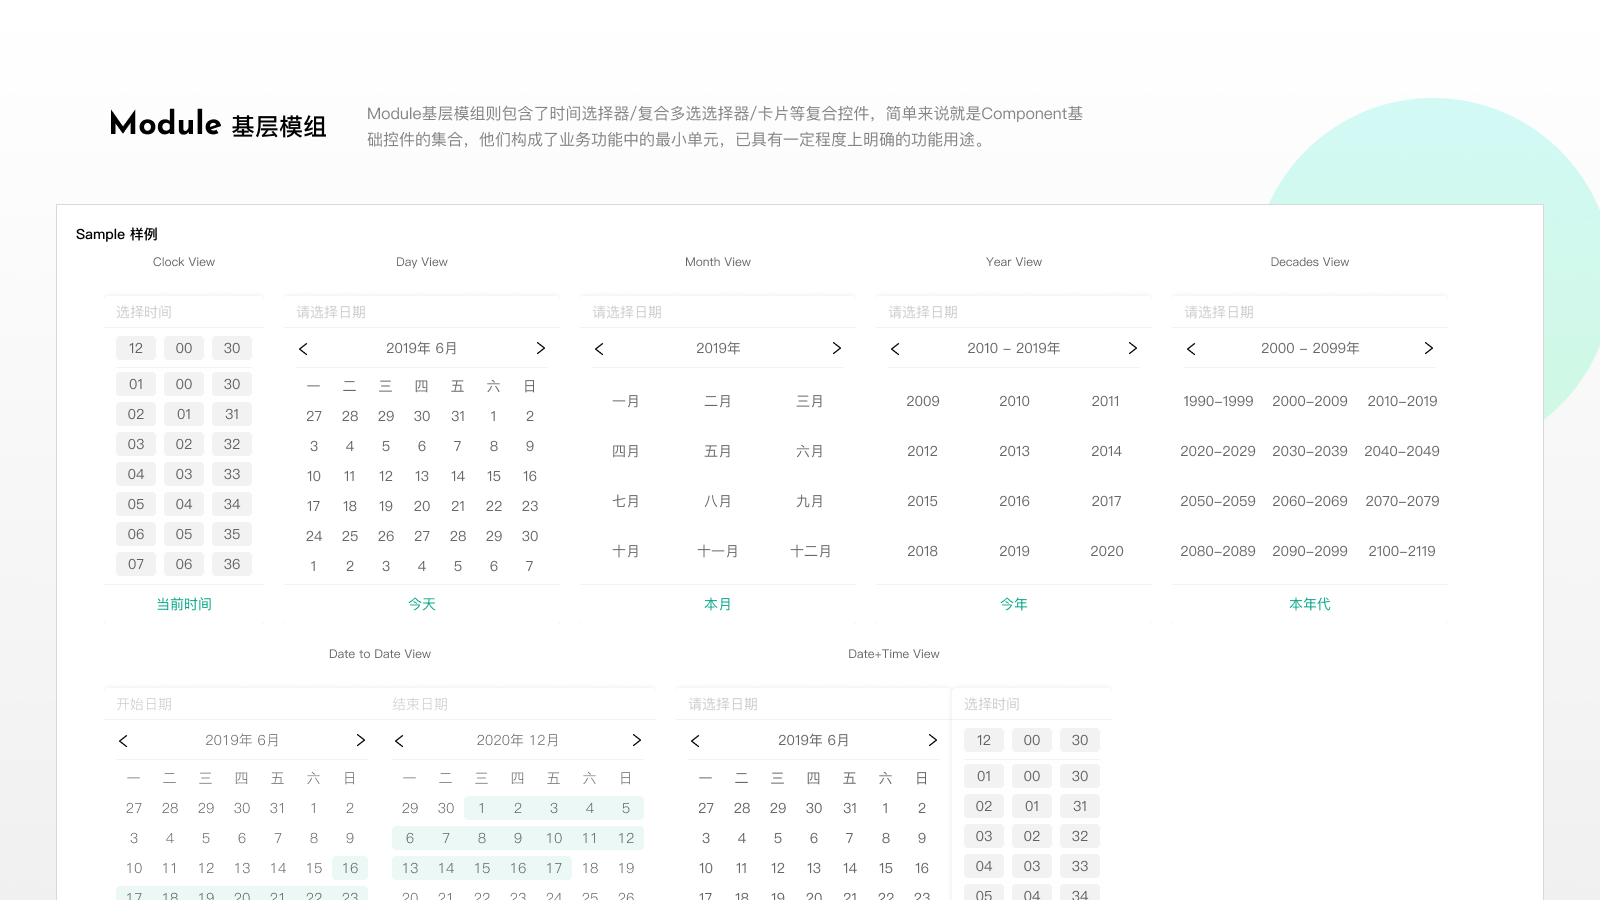 Module 基层模组
Module基层模组则包含了时间选择器/复合多选选择器/卡片等复合控件，简单来说就是Component基
础控件的集合，他们构成了业务功能中的最小单元，已具有一定程度上明确的功能用途。
Sample 样例
Clock View
选择时间
12 00 30
01 00 30
02 01 31
03 02 32
04 03 33
05 04 34
06 05 35
07 06 36
当前时间
Day View
请选择日期
< 2019年 6月 >
一 二 三 四 五 六 日
27 28 29 30 31 1 2
3 4 5 6 7 8 9
10 11 12 13 14 15 16
17 18 19 20 21 22 23
24 25 26 27 28 29 30
1 2 3 4 5 6 7
今天
Month View
请选择日期
< 2019年 >
一月 二月 三月
四月 五月 六月
七月 八月 九月
十月 十一月 十二月
本月
Year View
请选择日期
< 2010 - 2019年 >
2009 2010 2011
2012 2013 2014
2015 2016 2017
2018 2019 2020
今年
Decades View
请选择日期
< 2000 - 2099年 >
1990-1999 2000-2009 2010-2019
2020-2029 2030-2039 2040-2049
2050-2059 2060-2069 2070-2079
2080-2089 2090-2099 2100-2119
本年代
Date to Date View
开始日期
< 2019年 6月 >
一 二 三 四 五 六 日
27 28 29 30 31 1 2
3 4 5 6 7 8 9
10 11 12 13 14 15 16
17 18 19 20 21 22 23
结束日期
< 2020年 12月 >
一 二 三 四 五 六 日
29 30 1 2 3 4 5
6 7 8 9 10 11 12
13 14 15 16 17 18 19
20 21 22 23 24 25 26
Date+Time View
请选择日期
< 2019年 6月 >
一 二 三 四 五 六 日
27 28 29 30 31 1 2
3 4 5 6 7 8 9
10 11 12 13 14 15 16
17 18 19 20 21 22 23
选择时间
12 00 30
01 00 30
02 01 31
03 02 32
04 03 33
05 04 34